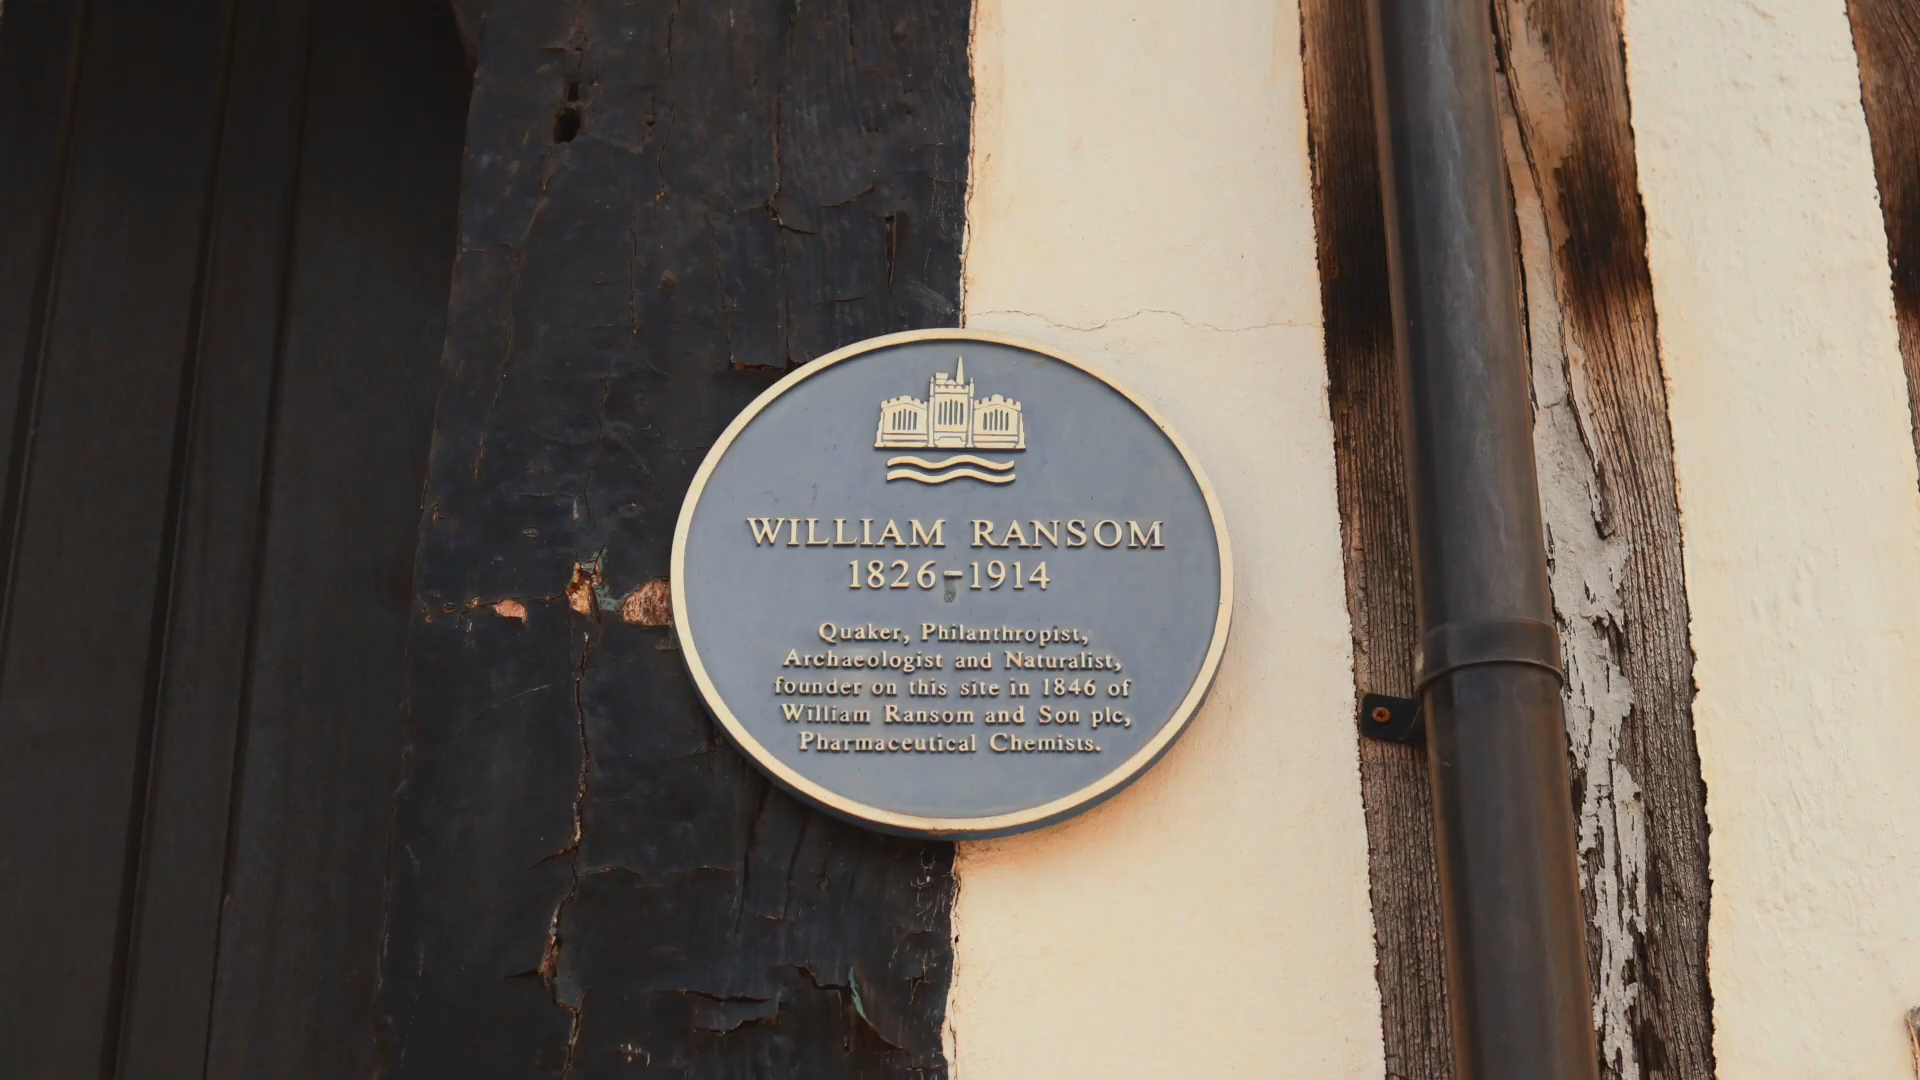 WILLIAM RANSOM
1826-1914
Quaker, Philanthropist,
Archaeologist and Naturalist,
founder on this site in 1846 of
William Ransom and Son plc,
Pharmaceutical Chemists.